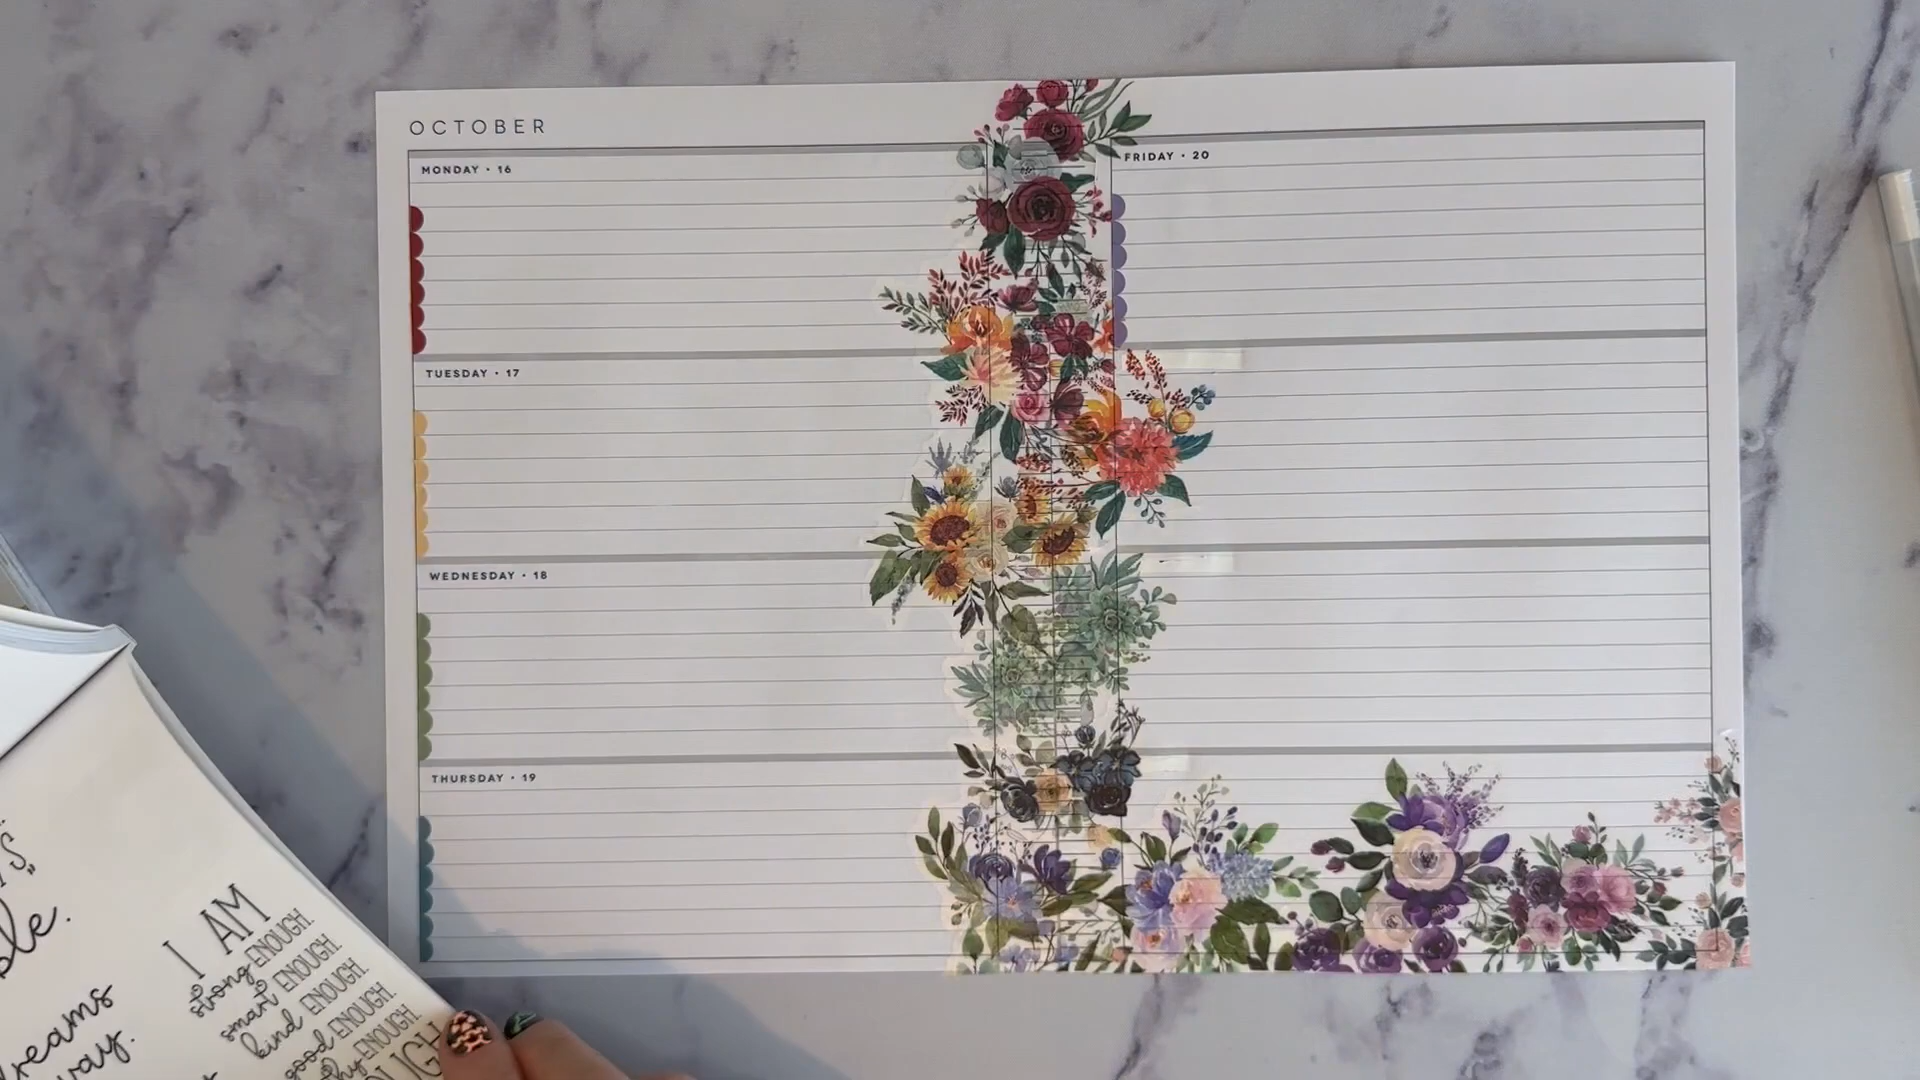 OCTOBER
MONDAY • 16
TUESDAY • 17
WEDNESDAY • 18
THURSDAY • 19
FRIDAY • 20
I AM
strong ENOUGH.
smart ENOUGH.
kind ENOUGH.
good ENOUGH.
ENOUGH.